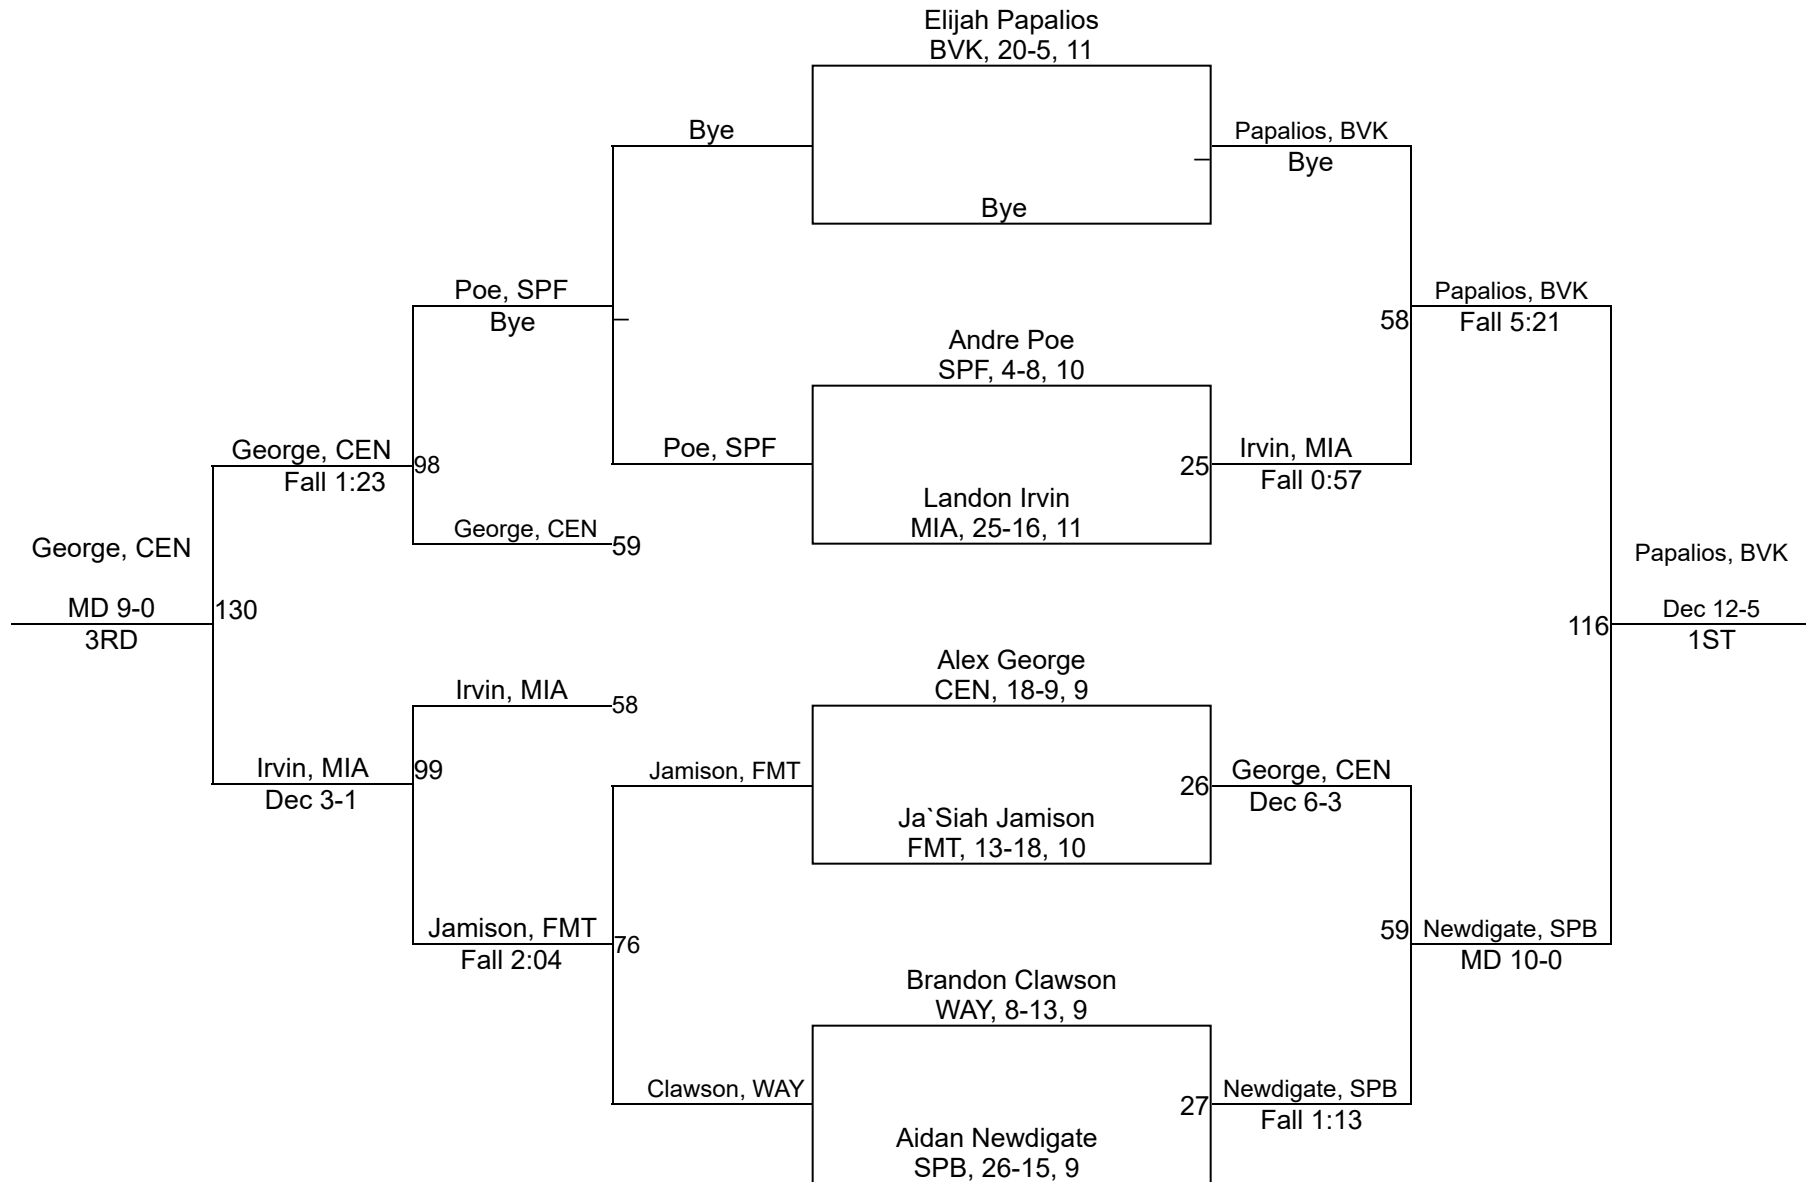 Elijah Papalios
BVK, 20-5, 11
Bye
Papalios, BVK
Bye
Bye
Poe, SPF
Bye
Papalios, BVK
58
Fall 5:21
Andre Poe
SPF, 4-8, 10
George, CEN
98
Fall 1:23
Poe, SPF
25
Irvin, MIA
Fall 0:57
Landon Irvin
MIA, 25-16, 11
George, CEN
59
George, CEN
Papalios, BVK
MD 9-0
130
3RD
116
Dec 12-5
1ST
Alex George
CEN, 18-9, 9
Irvin, MIA
58
Irvin, MIA
99
Dec 3-1
Jamison, FMT
26
George, CEN
Dec 6-3
Ja`Siah Jamison
FMT, 13-18, 10
Jamison, FMT
76
Fall 2:04
59
Newdigate, SPB
MD 10-0
Brandon Clawson
WAY, 8-13, 9
Clawson, WAY
27
Newdigate, SPB
Fall 1:13
Aidan Newdigate
SPB, 26-15, 9